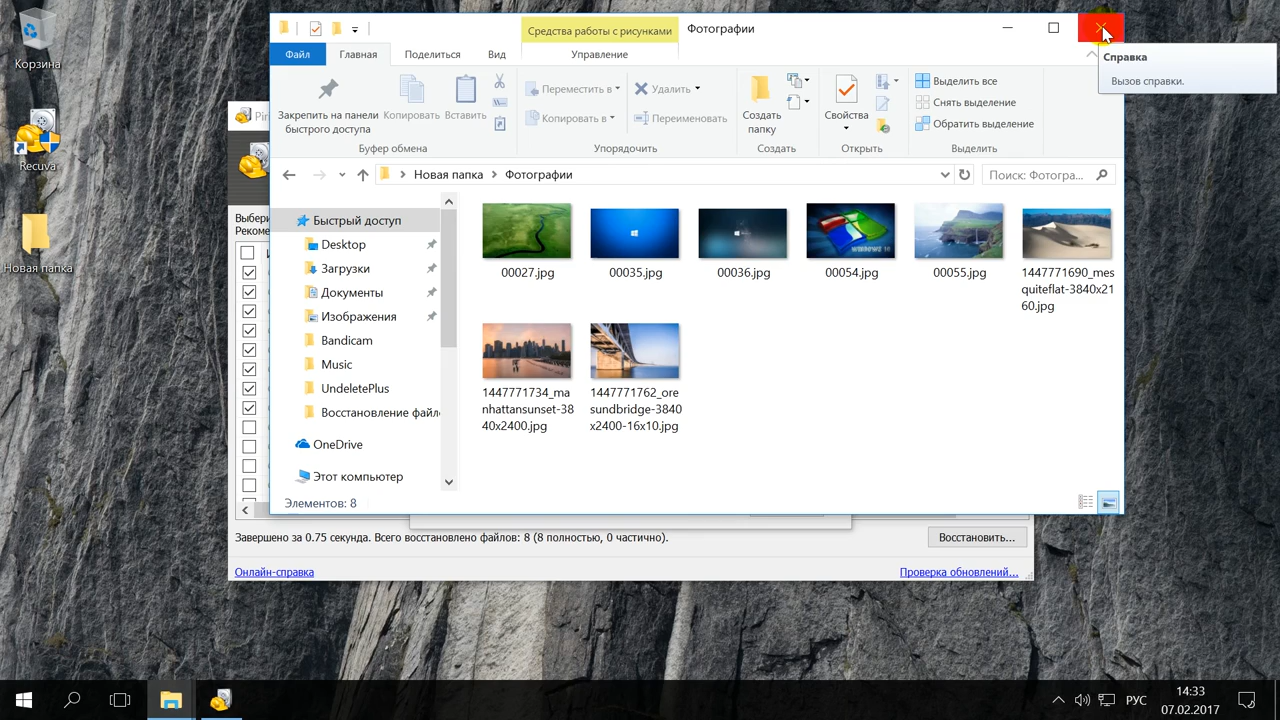 Корзина
Recuva
Новая папка
Средства работы с рисунками
Фотографии
Файл
Главная
Поделиться
Вид
Управление
Справка
Вызов справки.
Закрепить на панели
быстрого доступа
Копировать
Вставить
Буфер обмена
Переместить в
Копировать в
Удалить
Переименовать
Упорядочить
Создать
папку
Создать
Свойства
Открыть
Выделить все
Снять выделение
Обратить выделение
Выделить
Новая папка
Фотографии
Поиск: Фотогра...
Быстрый доступ
Desktop
Загрузки
Документы
Изображения
Bandicam
Music
UndeletePlus
Восстановление файло
OneDrive
Этот компьютер
00027.jpg
00035.jpg
00036.jpg
00054.jpg
00055.jpg
1447771690_mes
quiteflat-3840x21
60.jpg
1447771734_ma
nhattansunset-38
40x2400.jpg
1447771762_ore
sundbridge-3840
x2400-16x10.jpg
Элементов: 8
Завершено за 0.75 секунда. Всего восстановлено файлов: 8 (8 полностью, 0 частично).
Восстановить...
Онлайн-справка
Проверка обновлений...
РУС
14:33
07.02.2017